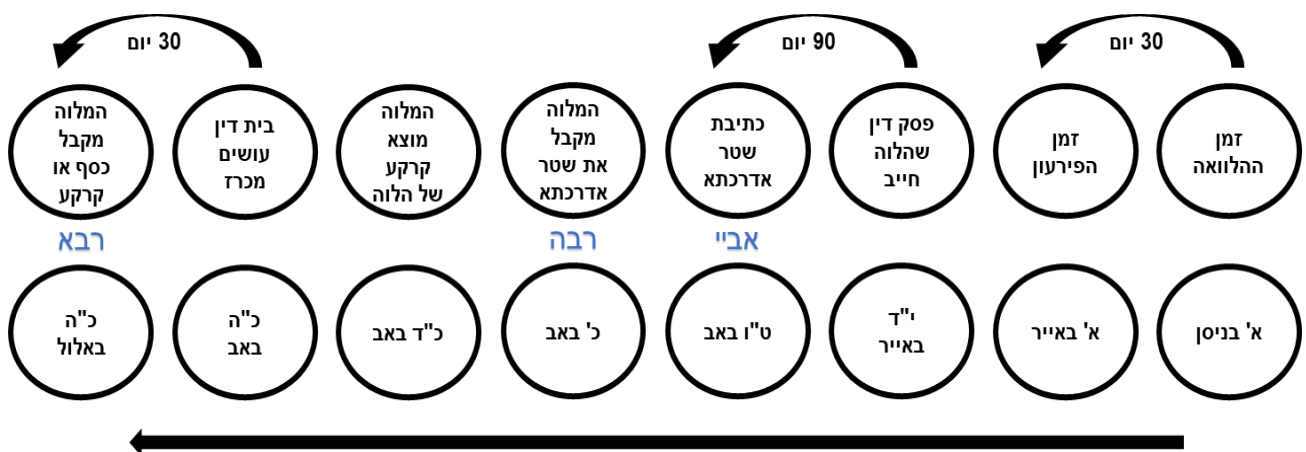 30 יום
90 יום
30 יום
זמן
ההלוואה
זמן
הפירעון
פסק דין
שהלוה
חייב
כתיבת
שטר
אדרכתא
המלוה
מקבל
את שטר
אדרכתא
המלוה
מוצא
קרקע
של הלוה
בית דין
עושים
מכרז
המלוה
מקבל
כסף או
קרקע
אביי
רבה
רבא
א' בניסן
א' באייר
י"ד
באייר
ט"ו באב
כ' באב
כ"ד באב
כ"ה
באב
כ"ה
באלול